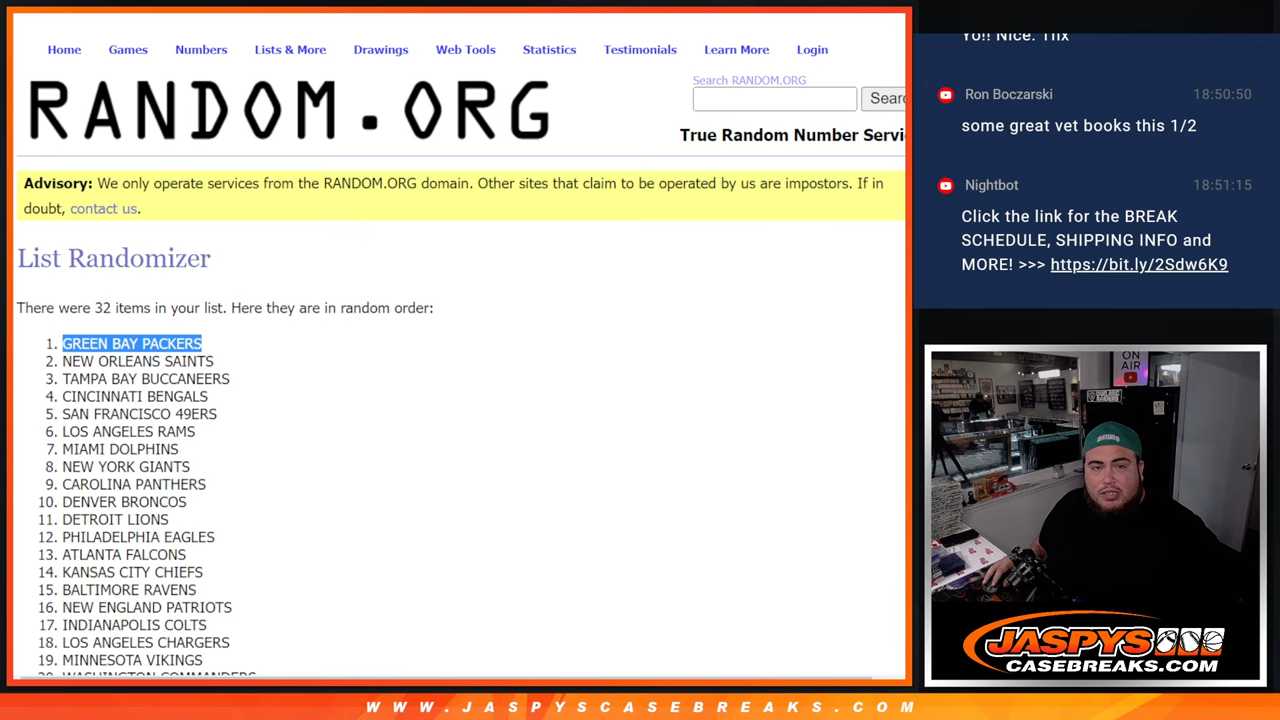 Home Games Numbers Lists & More Drawings Web Tools Statistics Testimonials Learn More Login
RANDOM.ORG
Search RANDOM.ORG
Searc
True Random Number Servi
Advisory: We only operate services from the RANDOM.ORG domain. Other sites that claim to be operated by us are impostors. If in
doubt, contact us.
List Randomizer
There were 32 items in your list. Here they are in random order:
1. GREEN BAY PACKERS
2. NEW ORLEANS SAINTS
3. TAMPA BAY BUCCANEERS
4. CINCINNATI BENGALS
5. SAN FRANCISCO 49ERS
6. LOS ANGELES RAMS
7. MIAMI DOLPHINS
8. NEW YORK GIANTS
9. CAROLINA PANTHERS
10. DENVER BRONCOS
11. DETROIT LIONS
12. PHILADELPHIA EAGLES
13. ATLANTA FALCONS
14. KANSAS CITY CHIEFS
15. BALTIMORE RAVENS
16. NEW ENGLAND PATRIOTS
17. INDIANAPOLIS COLTS
18. LOS ANGELES CHARGERS
19. MINNESOTA VIKINGS
20. WASHINGTON COMMANDERS
Yo!! Nice. Thx
Ron Boczarski 18:50:50
some great vet books this 1/2
Nightbot 18:51:15
Click the link for the BREAK
SCHEDULE, SHIPPING INFO and
MORE! >>> https://bit.ly/2Sdw6K9
ON
AIR
JASPYS
CASEBREAKS.COM
WWW.JASPYSCASEBREAKS.COM